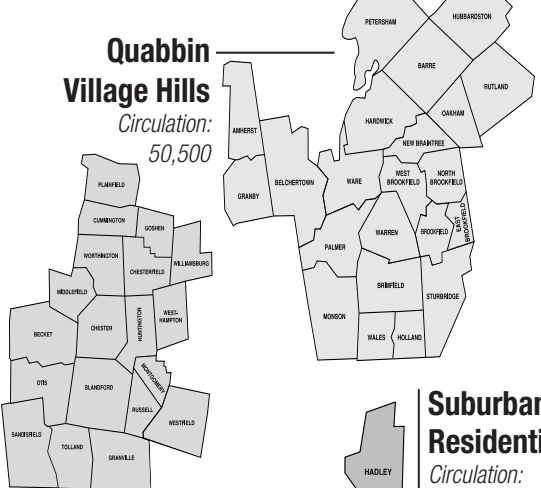 Quabbin
Village Hills
Circulation:
50,500
PETERSHAM
HUBBARDSTON
BARRE
RUTLAND
HARDWICK
OAKHAM
NEW BRAINTREE
AMHERST
GRANBY
BELCHERTOWN
WARE
WEST
BROOKFIELD
NORTH
BROOKFIELD
PALMER
WARREN
BROOKFIELD
EAST
BROOKFIELD
MONSON
BRIMFIELD
STURBRIDGE
WALES
HOLLAND
PLAINFIELD
CUMMINGTON
GOSHEN
WORTHINGTON
CHESTERFIELD
WILLIAMSBURG
MIDDLEFIELD
BECKET
CHESTER
HUNTINGTON
WEST-
HAMPTON
OTIS
BLANDFORD
MONTGOMERY
RUSSELL
WESTFIELD
SANDISFIELD
TOLLAND
GRANVILLE
Suburban
Residenti
Circulation:
HADLEY